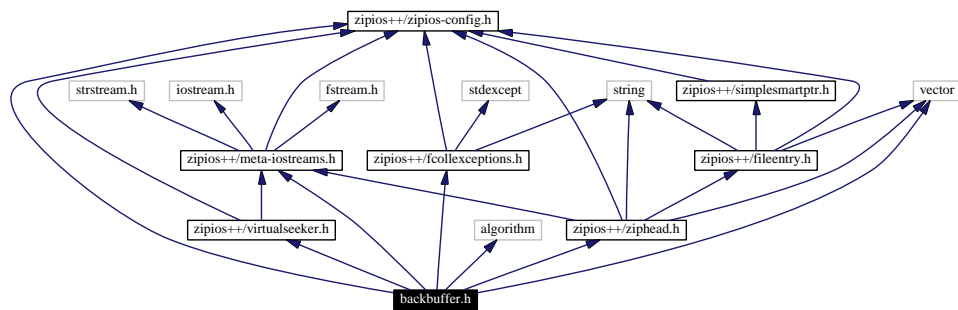 zipios++/zipios-config.h
strstream.h
iostream.h
fstream.h
stdexcept
string
zipios++/simplesmartptr.h
vector
zipios++/meta-iostreams.h
zipios++/fcollexceptions.h
zipios++/fileentry.h
zipios++/virtualseeker.h
algorithm
zipios++/ziphead.h
backbuffer.h